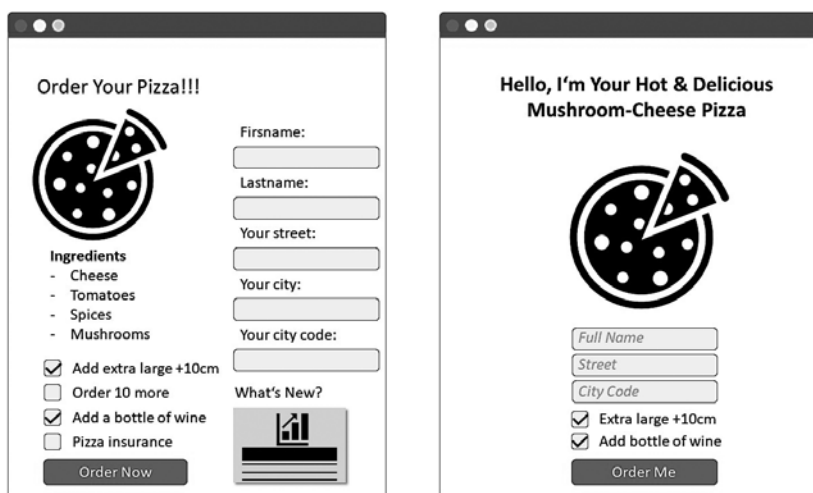 Order Your Pizza!!!
Ingredients
- Cheese
- Tomatoes
- Spices
- Mushrooms
Add extra large +10cm
Order 10 more
Add a bottle of wine
Pizza insurance
Order Now
Firsname:
Lastname:
Your street:
Your city:
Your city code:
What's New?
Hello, I'm Your Hot & Delicious
Mushroom-Cheese Pizza
Full Name
Street
City Code
Extra large +10cm
Add bottle of wine
Order Me